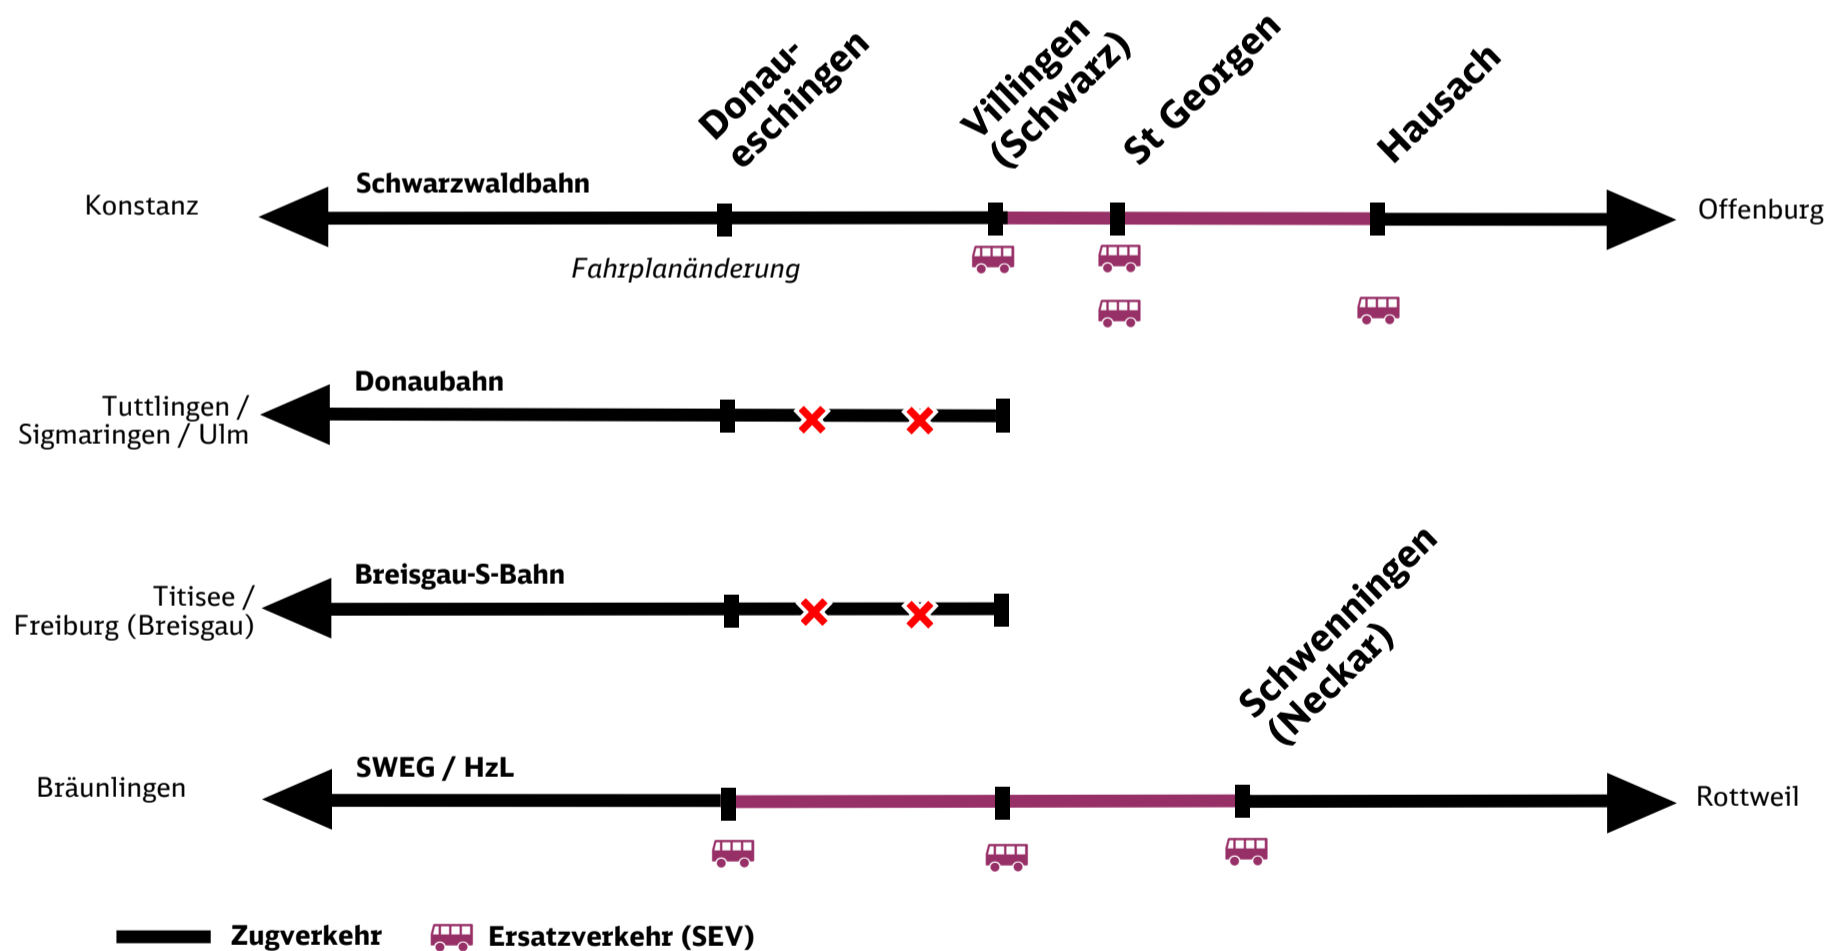 Donau-
eschingen
Villingen
(Schwarz)
St Georgen
Hausach
Konstanz
Schwarzwaldbahn
Offenburg
Fahrplanänderung
Donaubahn
Tuttlingen /
Sigmaringen / Ulm
Breisgau-S-Bahn
Titisee /
Freiburg (Breisgau)
Schwenningen
(Neckar)
SWEG / HzL
Bräunlingen
Rottweil
Zugverkehr
Ersatzverkehr (SEV)